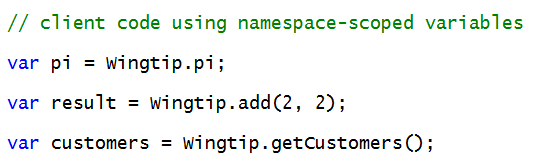 // client code using namespace-scoped variables
var pi = Wingtip.pi;
var result = Wingtip.add(2, 2);
var customers = Wingtip.getCustomers();